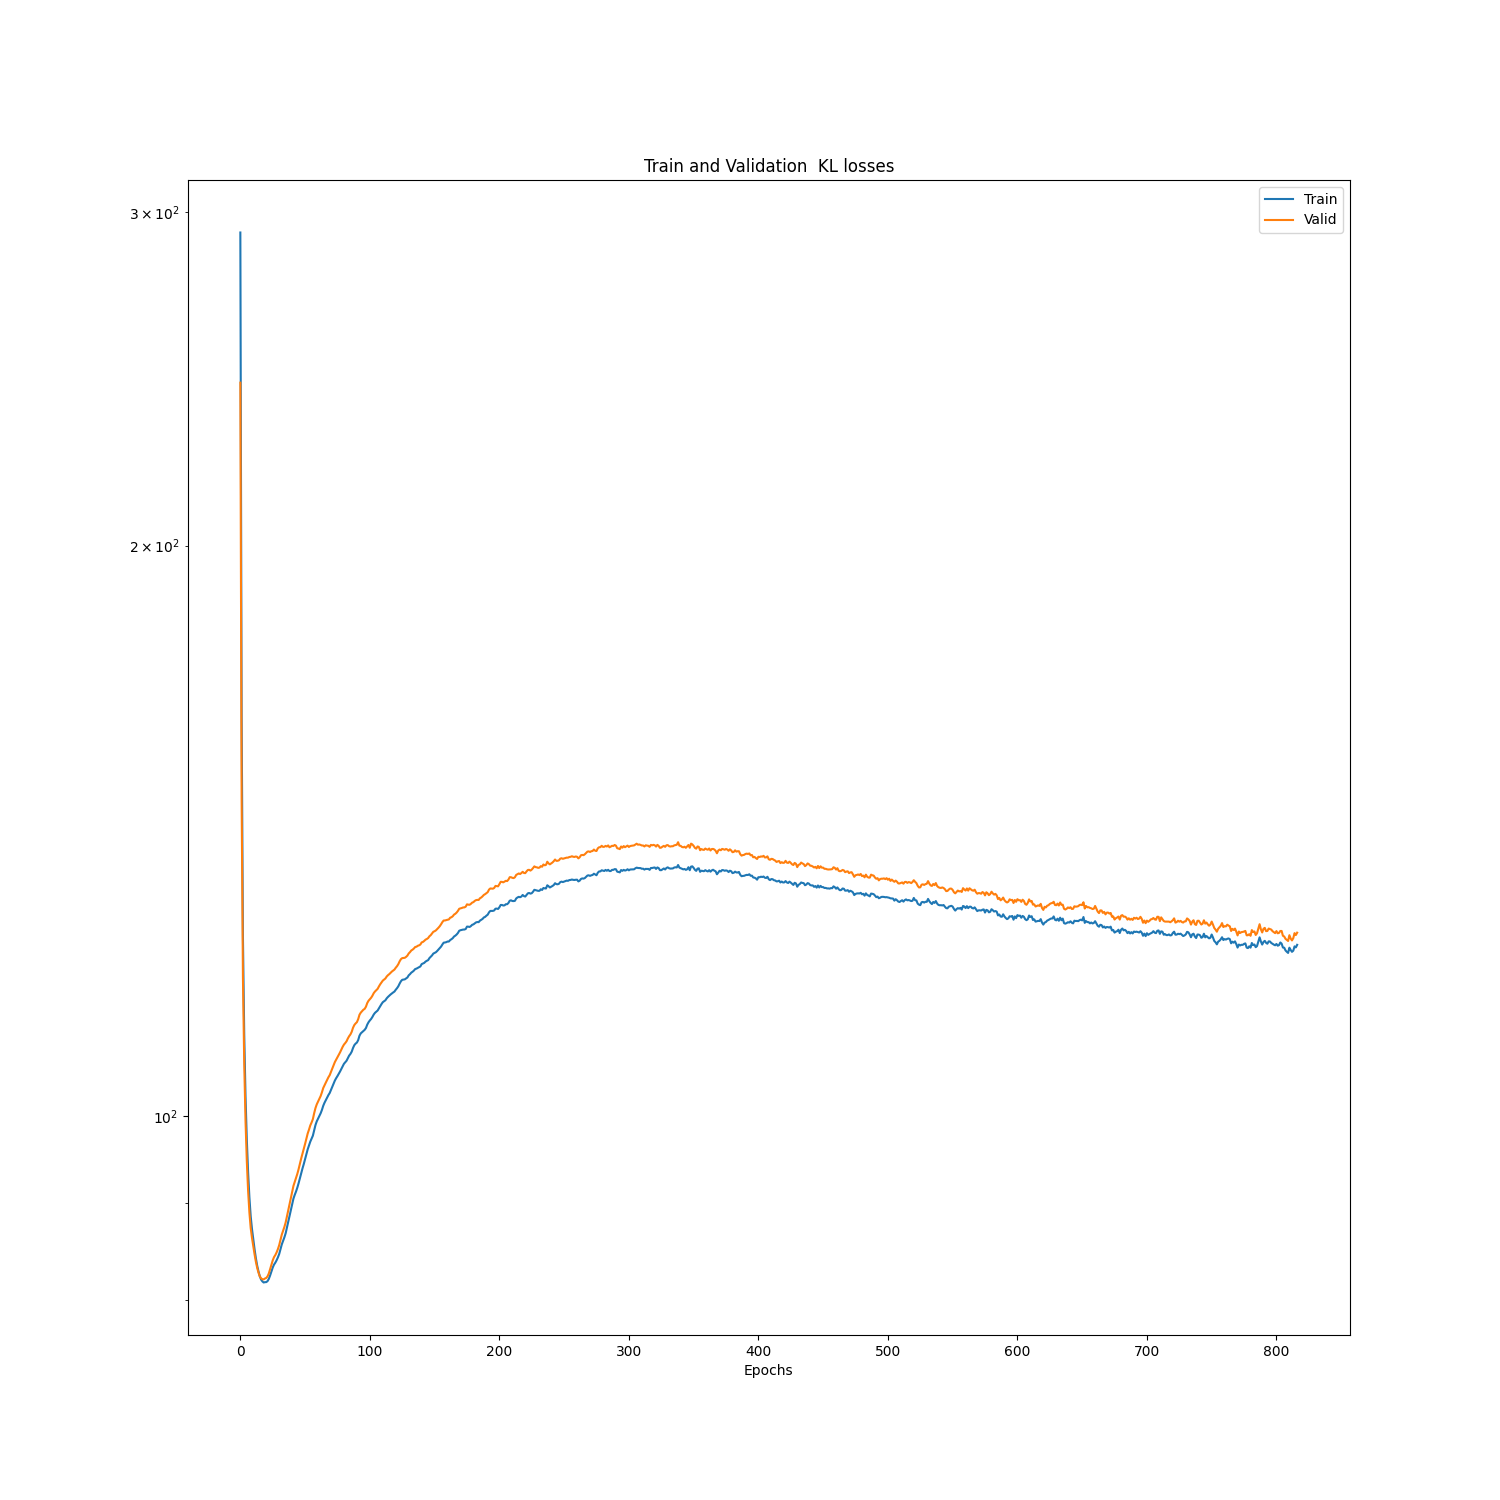 Train and Validation  KL losses
Train
Valid
3 × 10²
2 × 10²
10²
0 100 200 300 400 500 600 700 800
Epochs